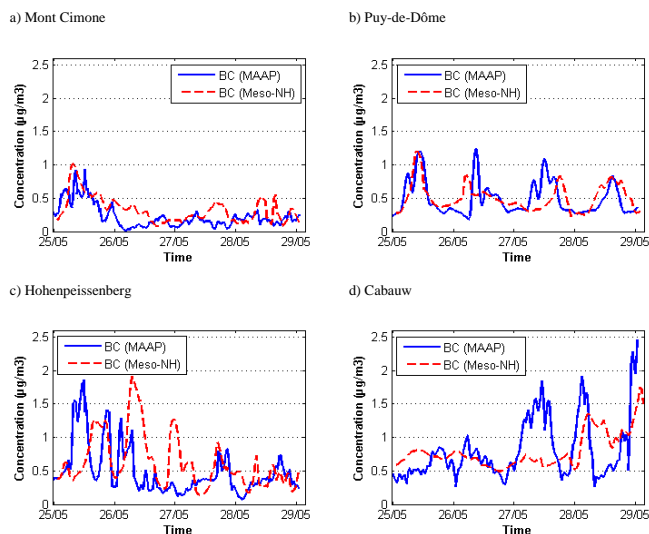 a) Mont Cimone
Concentration (µg/m3)
2.5
2
1.5
1
0.5
0
BC (MAAP)
BC (Meso-NH)
25/05 26/05 27/05 28/05 29/05
Time
b) Puy-de-Dôme
Concentration (µg/m3)
2.5
2
1.5
1
0.5
0
BC (MAAP)
BC (Meso-NH)
25/05 26/05 27/05 28/05 29/05
Time
c) Hohenpeissenberg
Concentration (µg/m3)
2.5
2
1.5
1
0.5
0
BC (MAAP)
BC (Meso-NH)
25/05 26/05 27/05 28/05 29/05
Time
d) Cabauw
Concentration (µg/m3)
2.5
2
1.5
1
0.5
0
BC (MAAP)
BC (Meso-NH)
25/05 26/05 27/05 28/05 29/05
Time